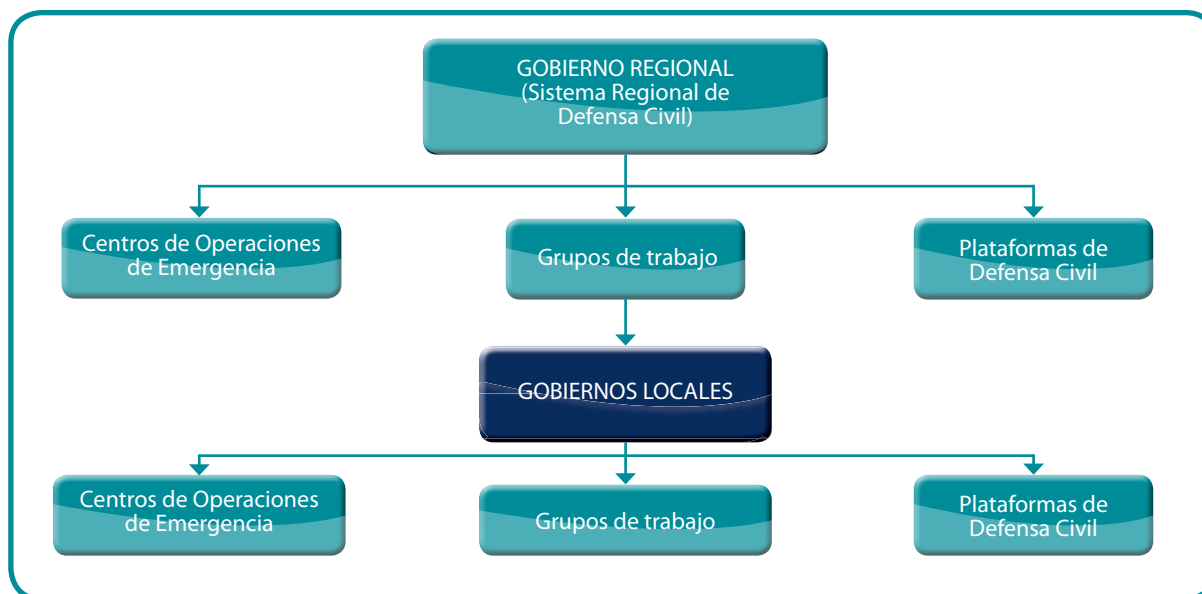 GOBIERNO REGIONAL
(Sistema Regional de
Defensa Civil)
Centros de Operaciones
de Emergencia
Grupos de trabajo
Plataformas de
Defensa Civil
GOBIERNOS LOCALES
Centros de Operaciones
de Emergencia
Grupos de trabajo
Plataformas de
Defensa Civil